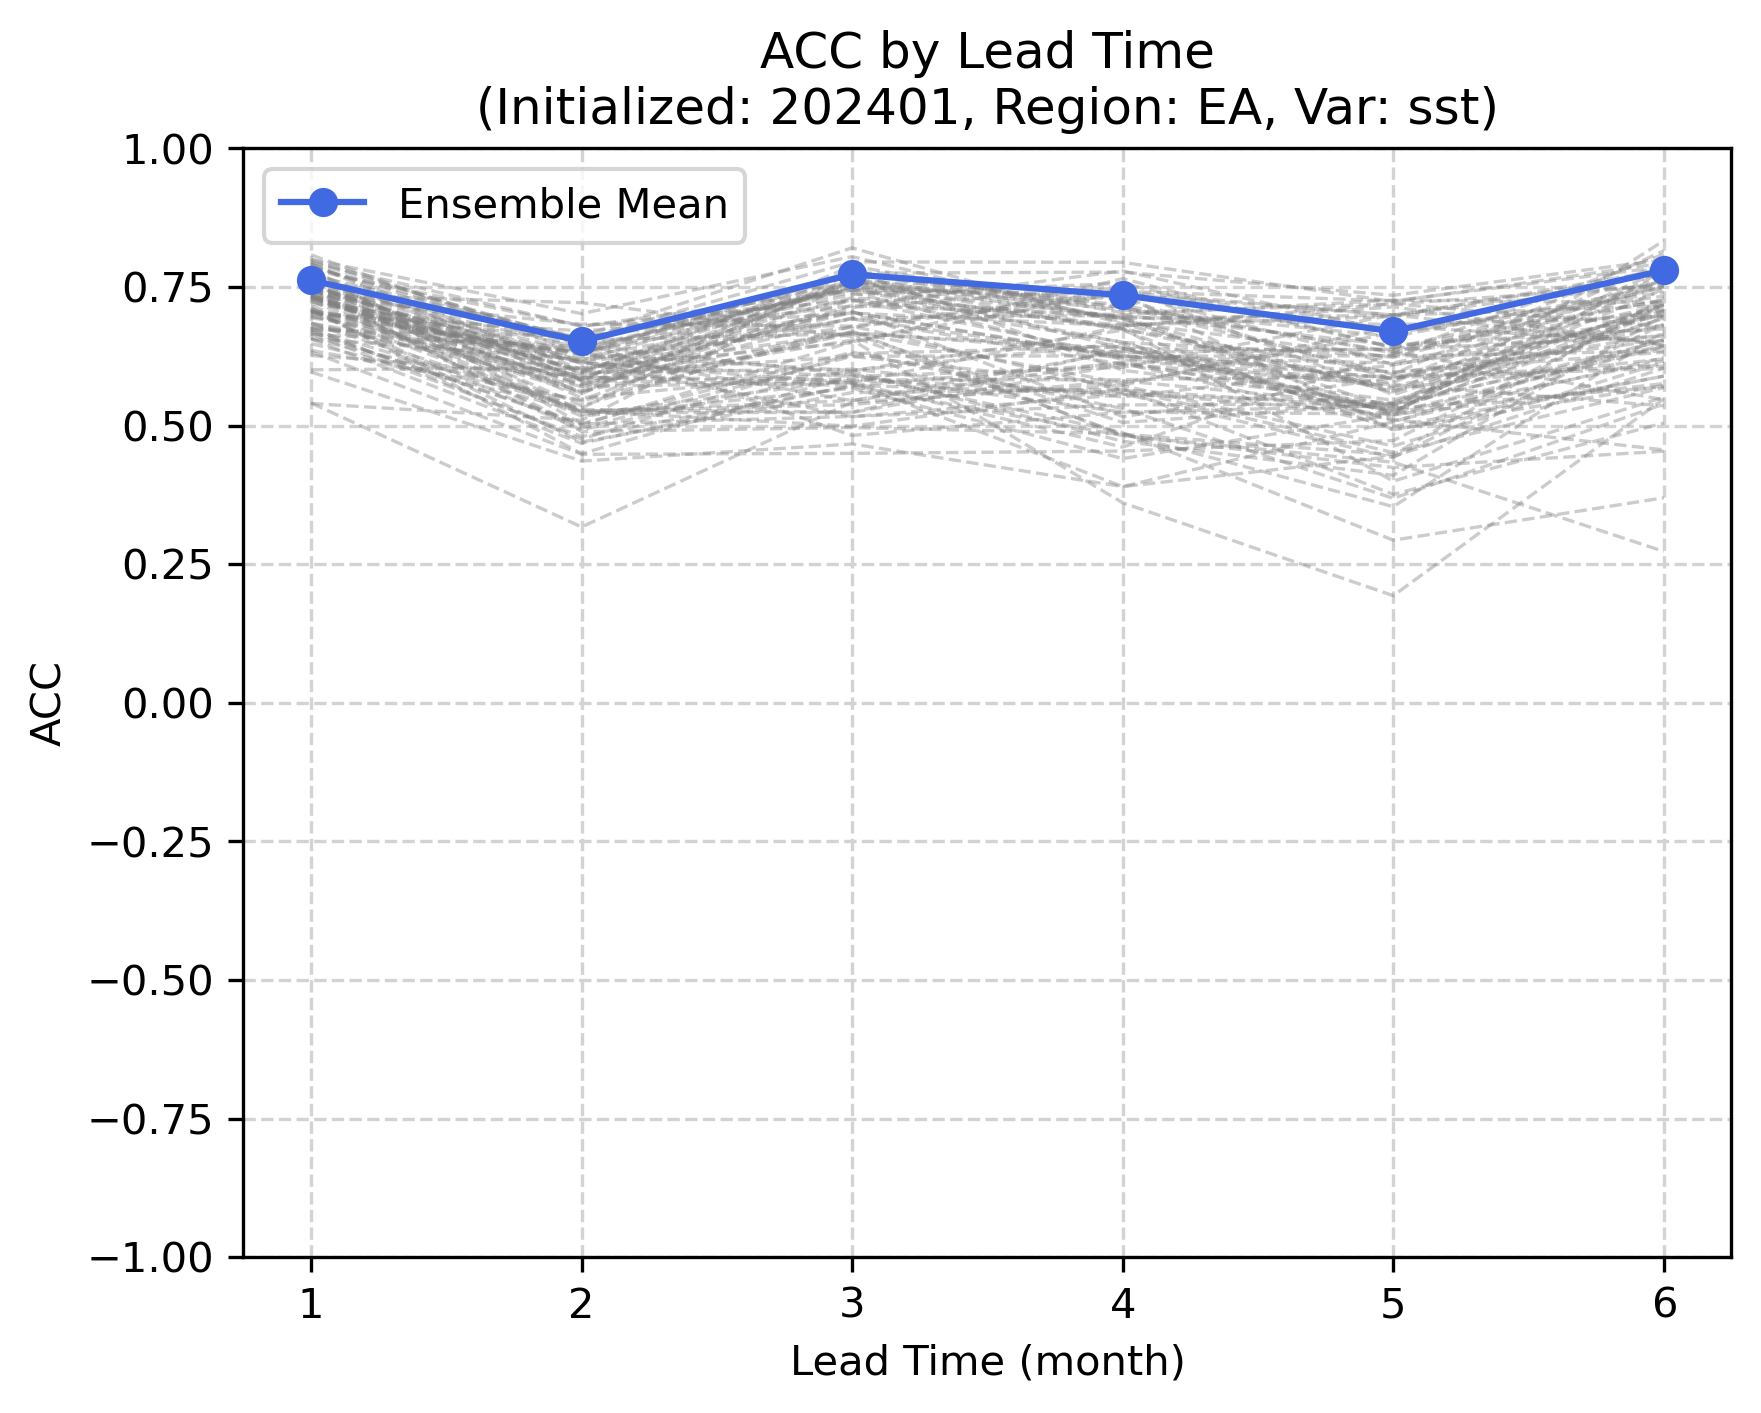 ACC by Lead Time
(Initialized: 202401, Region: EA, Var: sst)
Ensemble Mean
ACC
1.00
0.75
0.50
0.25
0.00
−0.25
−0.50
−0.75
−1.00
1 2 3 4 5 6
Lead Time (month)